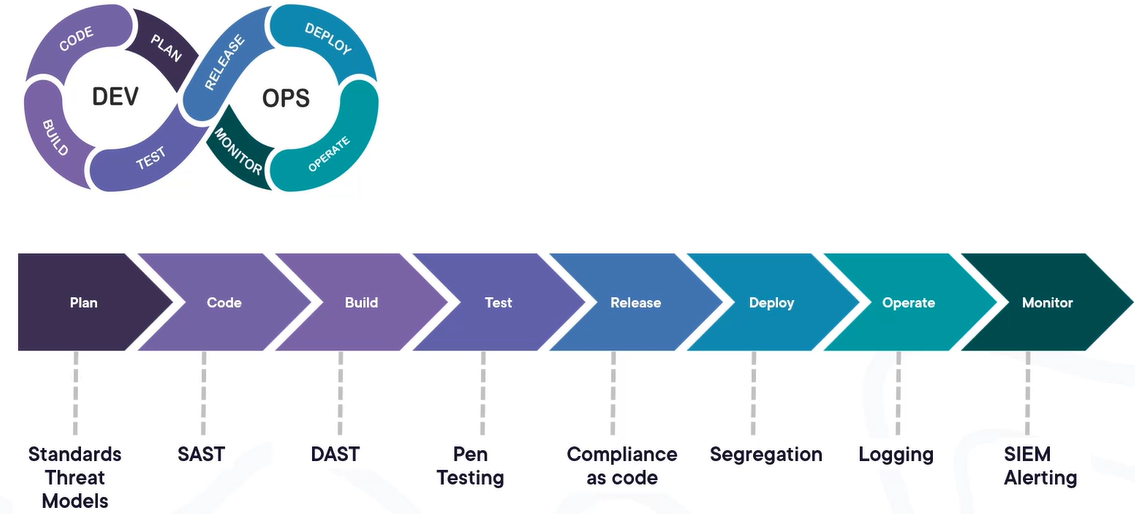 CODE
PLAN
RELEASE
DEPLOY
DEV
OPS
BUILD
TEST
MONITOR
OPERATE
Plan
Code
Build
Test
Release
Deploy
Operate
Monitor
Standards
Threat
Models
SAST
DAST
Pen
Testing
Compliance
as code
Segregation
Logging
SIEM
Alerting